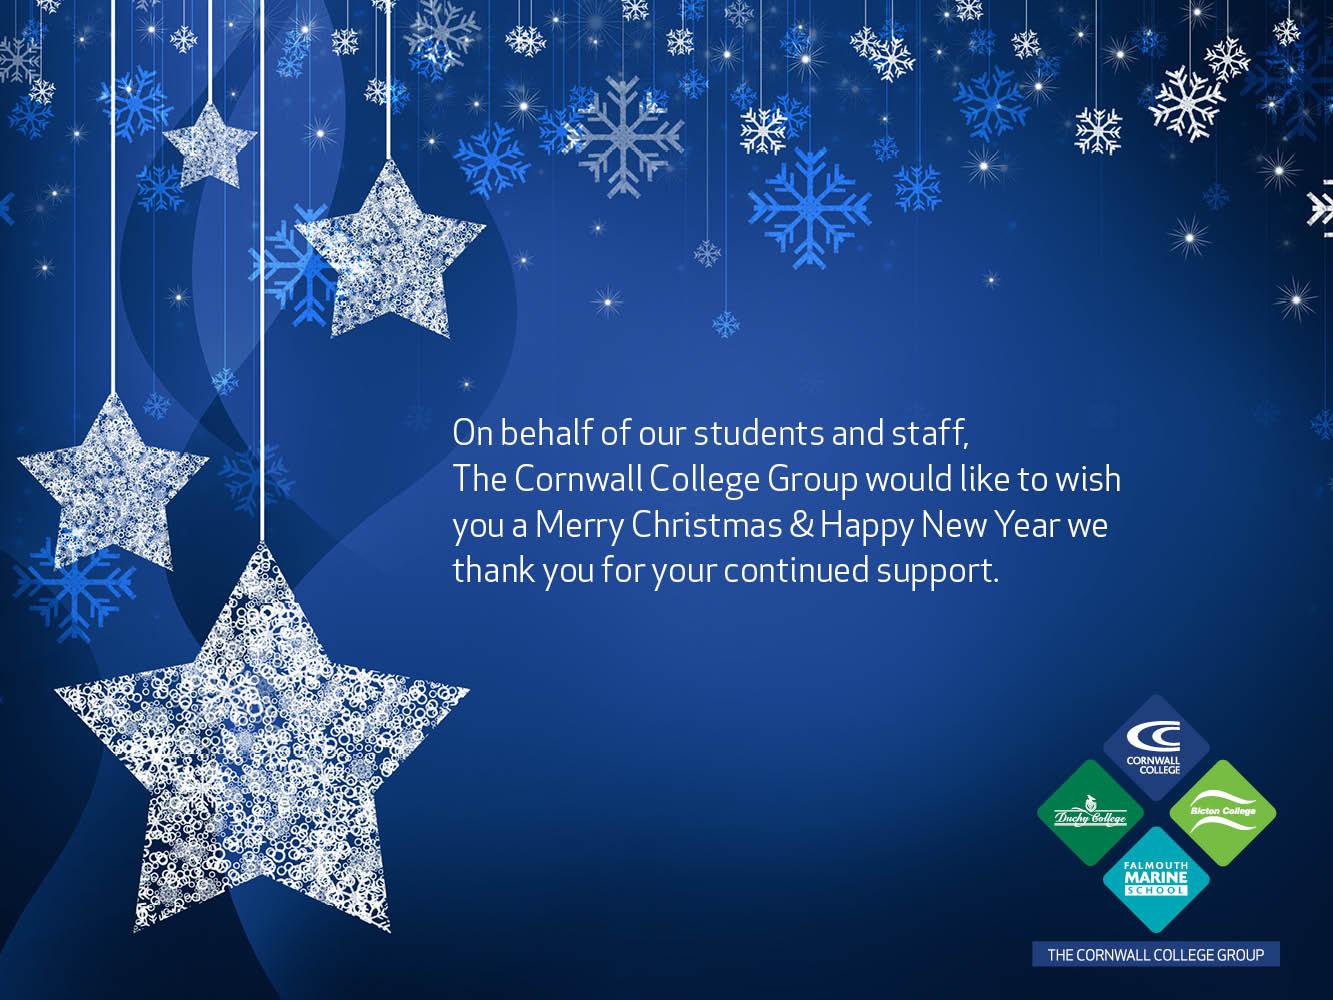 On behalf of our students and staff,
The Cornwall College Group would like to wish
you a Merry Christmas & Happy New Year we
thank you for your continued support.
CC
CORNWALL
COLLEGE
Duchy College
Bicton College
FALMOUTH
MARINE
SCHOOL
THE CORNWALL COLLEGE GROUP